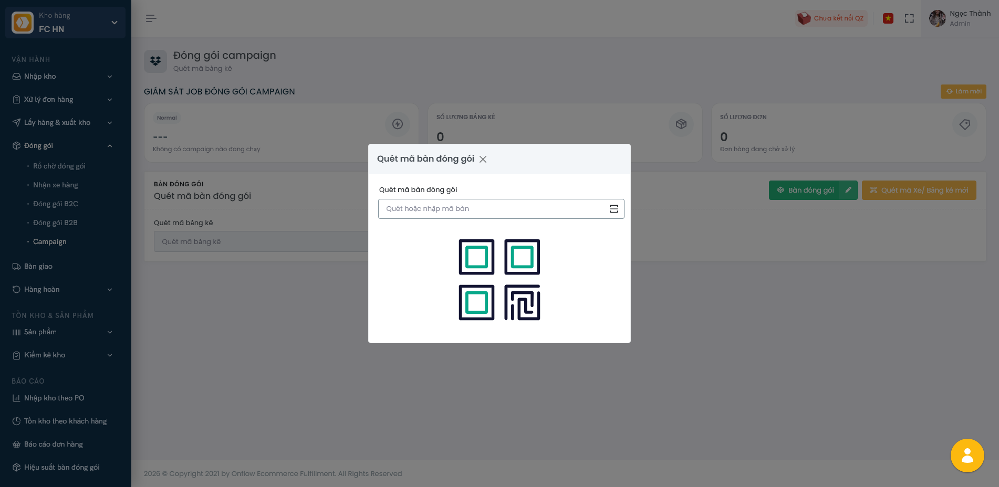 Kho hàng
FC HN
VẬN HÀNH
Nhập kho
Xử lý đơn hàng
Lấy hàng & xuất kho
Đóng gói
Rổ chờ đóng gói
Nhận xe hàng
Đóng gói B2C
Đóng gói B2B
Campaign
Bàn giao
Hàng hoàn
TỒN KHO & SẢN PHẨM
Sản phẩm
Kiểm kê kho
BÁO CÁO
Nhập kho theo PO
Tồn kho theo khách hàng
Báo cáo đơn hàng
Hiệu suất bàn đóng gói
Chưa kết nối QZ
Ngọc Thành
Admin
Đóng gói campaign
Quét mã bảng kê
GIÁM SÁT JOB ĐÓNG GÓI CAMPAIGN
Làm mới
Normal
---
Không có campaign nào đang chạy
SỐ LƯỢNG BẢNG KÊ
0
SỐ LƯỢNG ĐƠN
0
Đơn hàng đang chờ xử lý
BÀN ĐÓNG GÓI
Quét mã bàn đóng gói
Bàn đóng gói
Quét mã Xe/ Bảng kê mới
Quét mã bảng kê
Quét mã bảng kê
Quét mã bàn đóng gói
Quét mã bàn đóng gói
Quét hoặc nhập mã bàn
2026 © Copyright 2021 by Onflow Ecommerce Fulfillment. All Rights Reserved